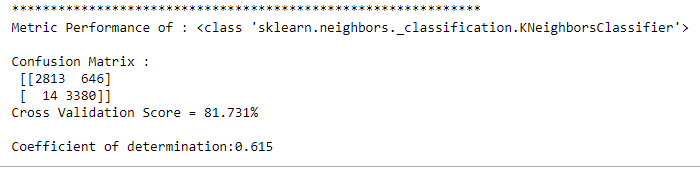 **************************************************************
Metric Performance of : <class 'sklearn.neighbors._classification.KNeighborsClassifier'>
Confusion Matrix :
[[2813  646]
[  14 3380]]
Cross Validation Score = 81.731%
Coefficient of determination:0.615